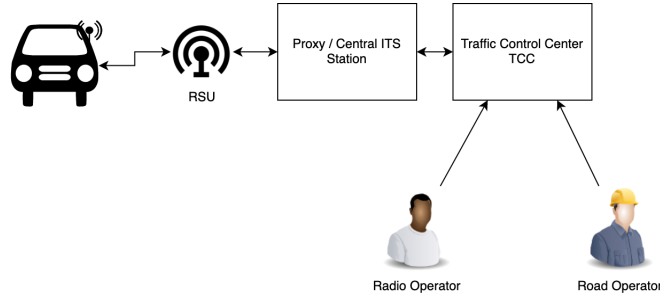 Proxy / Central ITS
Station
Traffic Control Center
TCC
RSU
Radio Operator
Road Operator